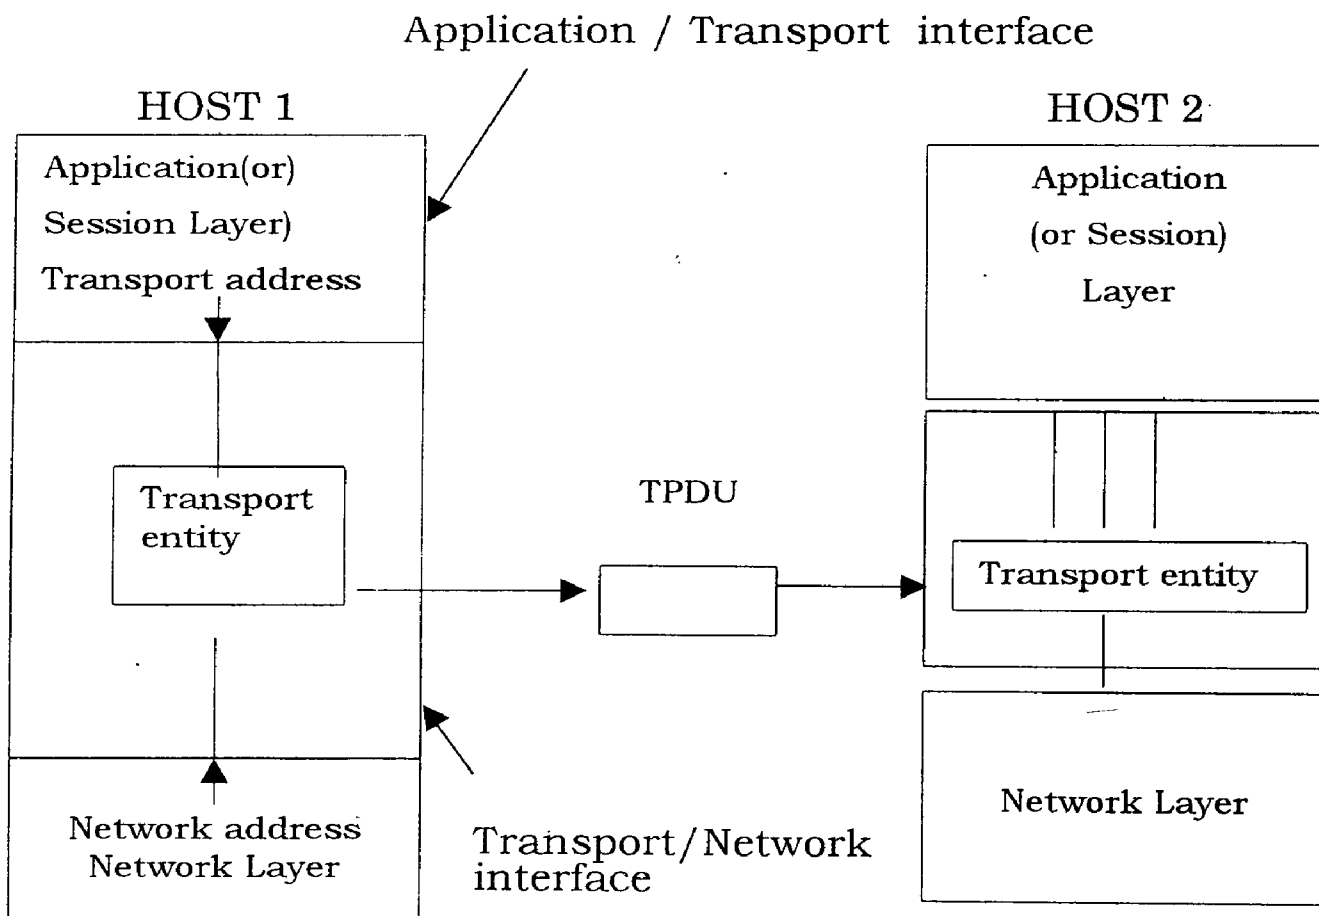 Application / Transport interface
HOST 1
HOST 2
Application(or)
Session Layer)
Transport address
Application
(or Session)
Layer
Transport
entity
TPDU
Transport entity
Network address
Network Layer
Transport/Network
interface
Network Layer